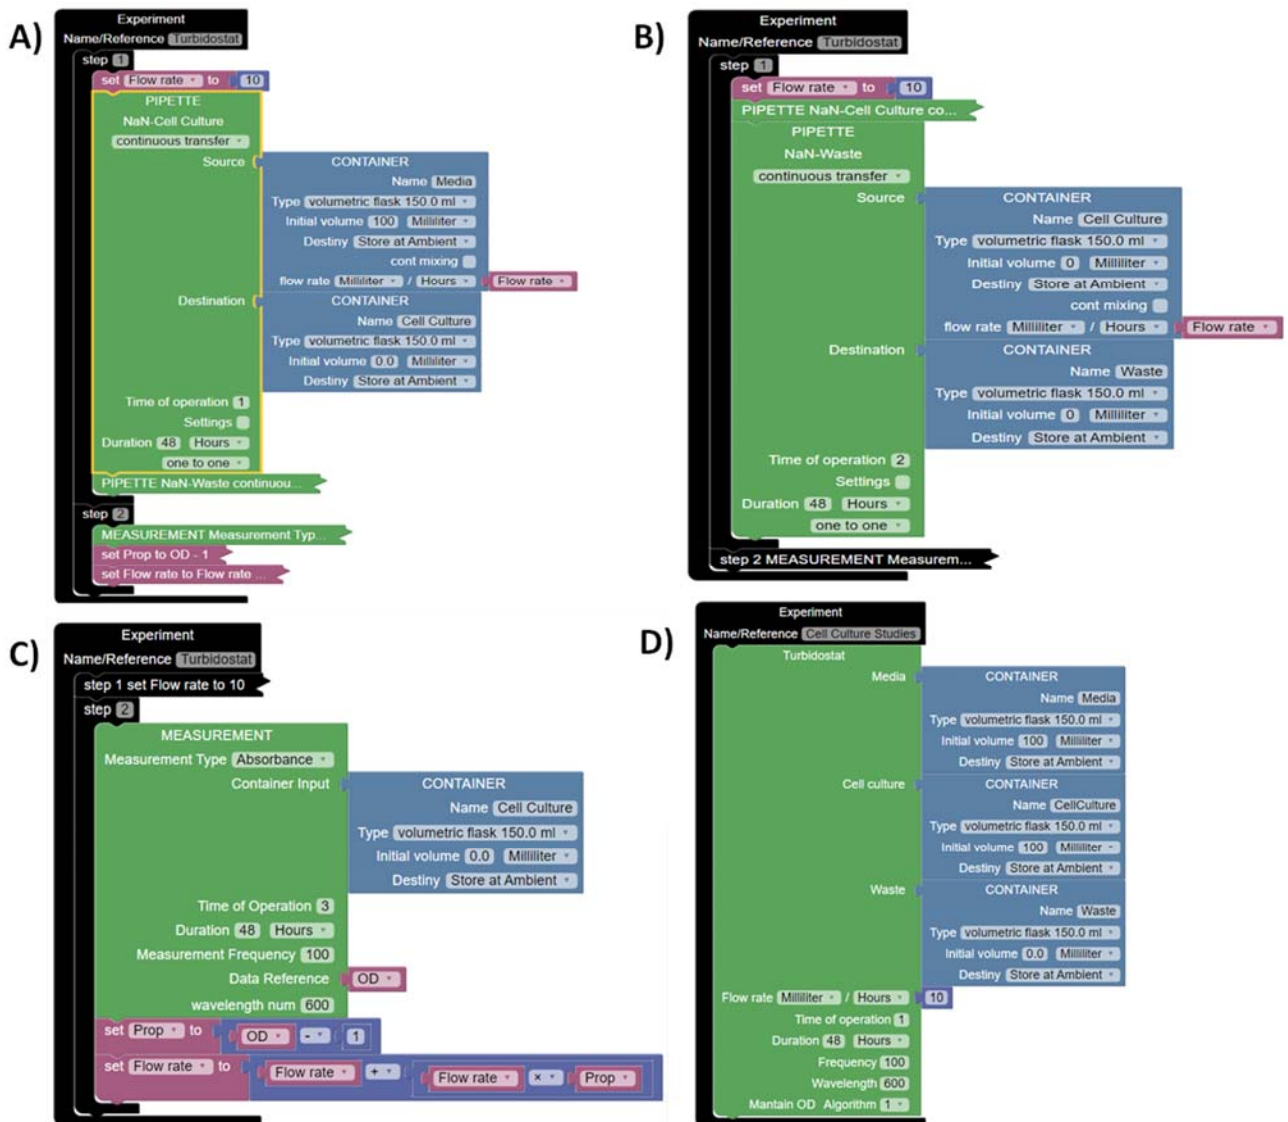 A)
Experiment
Name/Reference Turbidostat
step 1
set Flow rate to 10
PIPETTE
NaN-Cell Culture
continuous transfer
Source CONTAINER
Name Media
Type volumetric flask 150.0 ml
Initial volume 100 Milliliter
Destiny Store at Ambient
cont mixing
flow rate Milliliter / Hours Flow rate
Destination CONTAINER
Name Cell Culture
Type volumetric flask 150.0 ml
Initial volume 0.0 Milliliter
Destiny Store at Ambient
Time of operation 1
Settings
Duration 48 Hours
one to one
PIPETTE NaN-Waste continuou...
step 2
MEASUREMENT Measurement Typ...
set Prop to OD - 1
set Flow rate to Flow rate ...
B)
Experiment
Name/Reference Turbidostat
step 1
set Flow rate to 10
PIPETTE NaN-Cell Culture co...
PIPETTE
NaN-Waste
continuous transfer
Source CONTAINER
Name Cell Culture
Type volumetric flask 150.0 ml
Initial volume 0 Milliliter
Destiny Store at Ambient
cont mixing
flow rate Milliliter / Hours Flow rate
Destination CONTAINER
Name Waste
Type volumetric flask 150.0 ml
Initial volume 0 Milliliter
Destiny Store at Ambient
Time of operation 2
Settings
Duration 48 Hours
one to one
step 2 MEASUREMENT Measurem...
C)
Experiment
Name/Reference Turbidostat
step 1 set Flow rate to 10
step 2
MEASUREMENT
Measurement Type Absorbance
Container Input CONTAINER
Name Cell Culture
Type volumetric flask 150.0 ml
Initial volume 0.0 Milliliter
Destiny Store at Ambient
Time of Operation 3
Duration 48 Hours
Measurement Frequency 100
Data Reference OD
wavelength num 600
set Prop to OD - 1
set Flow rate to Flow rate + Flow rate × Prop
D)
Experiment
Name/Reference Cell Culture Studies
Turbidostat
Media CONTAINER
Name Media
Type volumetric flask 150.0 ml
Initial volume 100 Milliliter
Destiny Store at Ambient
Cell culture CONTAINER
Name CellCulture
Type volumetric flask 150.0 ml
Initial volume 100 Milliliter
Destiny Store at Ambient
Waste CONTAINER
Name Waste
Type volumetric flask 150.0 ml
Initial volume 0.0 Milliliter
Destiny Store at Ambient
Flow rate Milliliter / Hours 10
Time of operation 1
Duration 48 Hours
Frequency 100
Wavelength 600
Mantain OD Algorithm 1